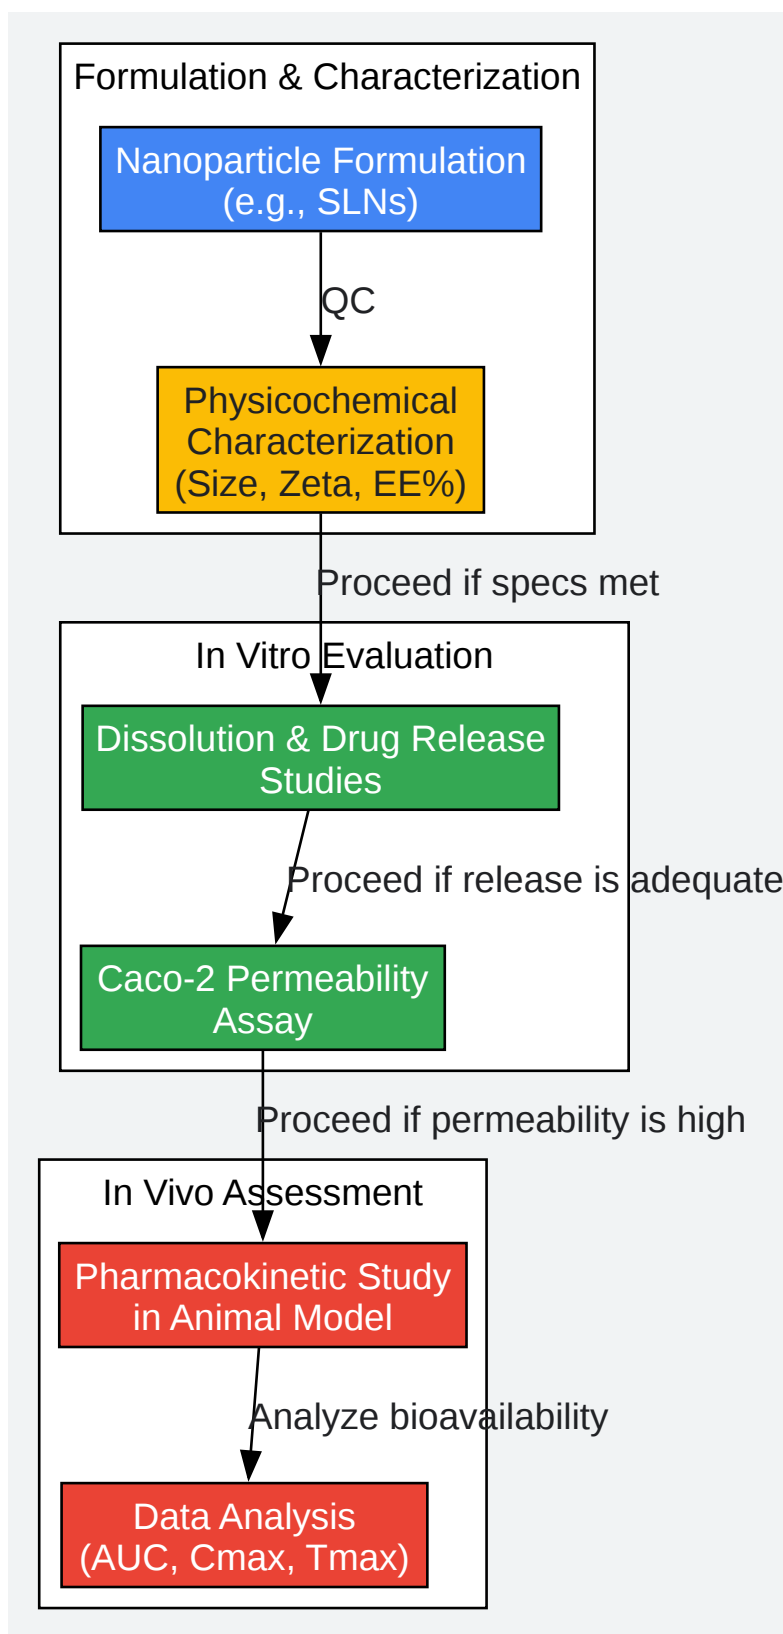 Formulation & Characterization
Nanoparticle Formulation
(e.g., SLNs)
QC
Physicochemical
Characterization
(Size, Zeta, EE%)
Proceed if specs met
In Vitro Evaluation
Dissolution & Drug Release
Studies
Proceed if release is adequate
Caco-2 Permeability
Assay
Proceed if permeability is high
In Vivo Assessment
Pharmacokinetic Study
in Animal Model
Analyze bioavailability
Data Analysis
(AUC, Cmax, Tmax)